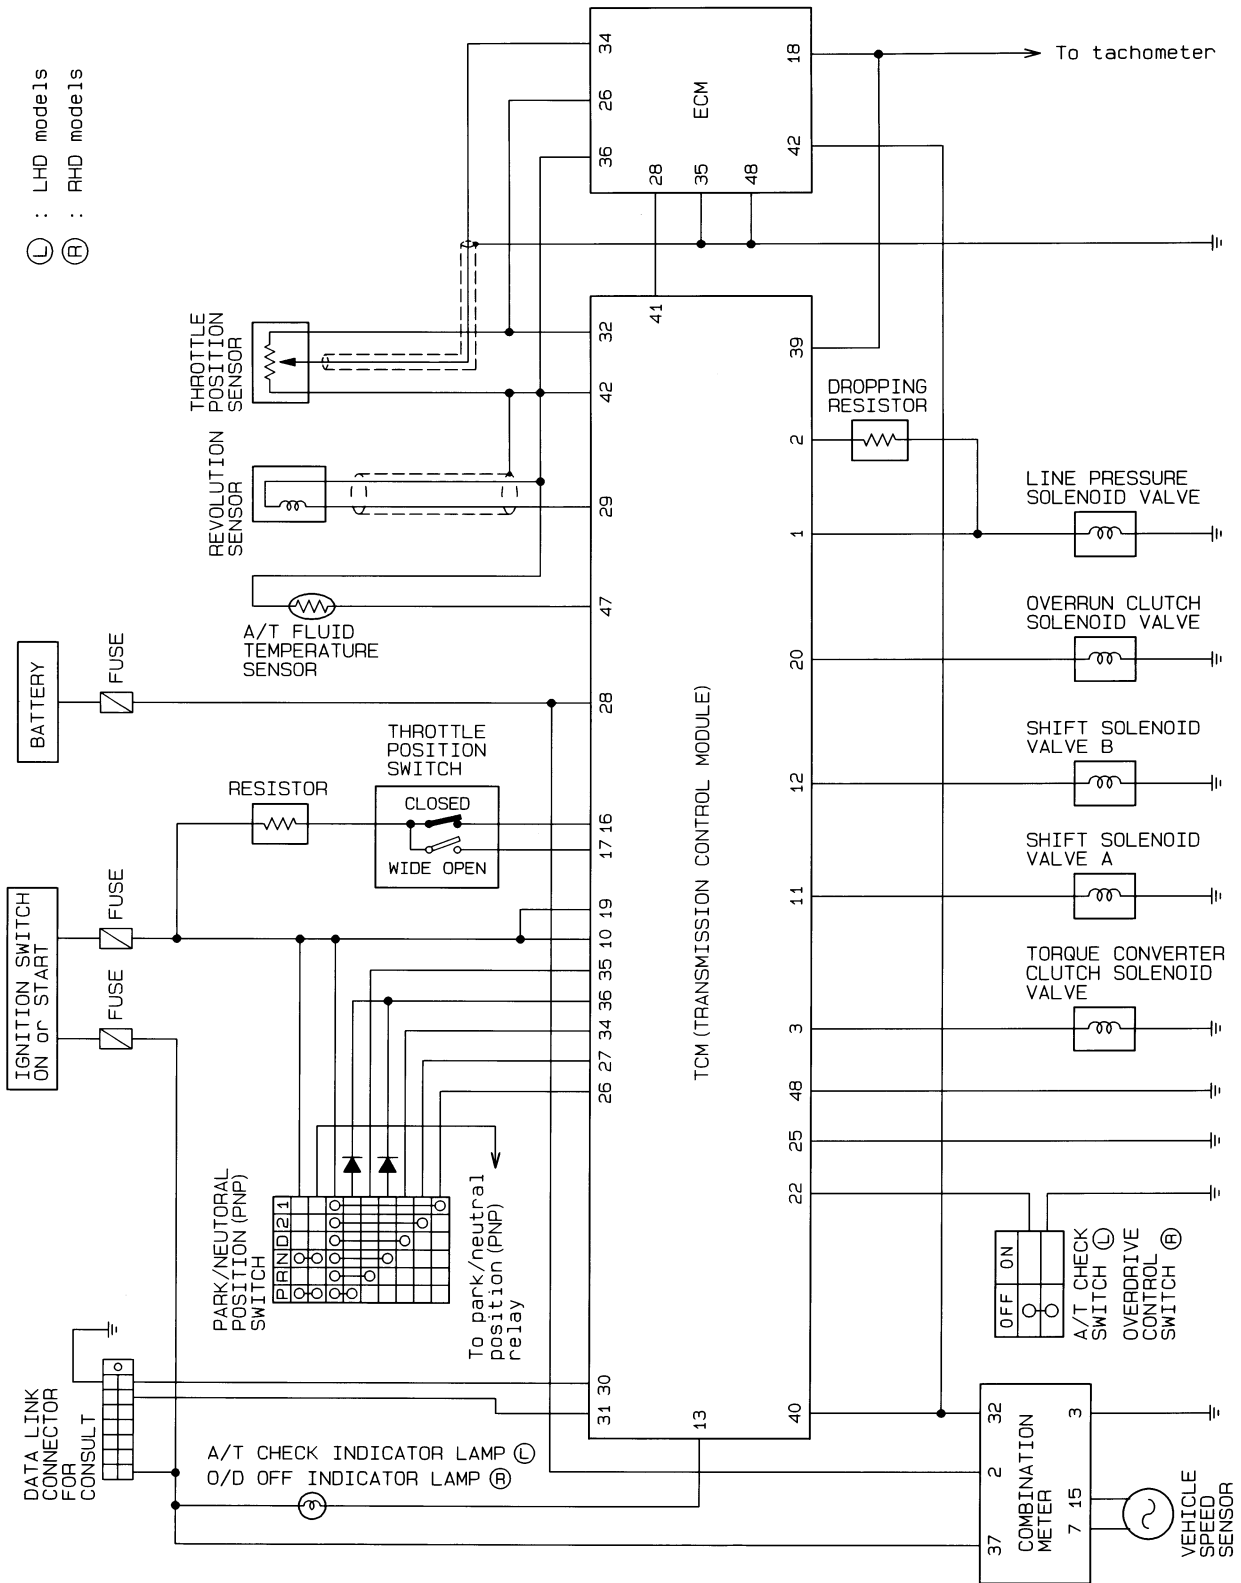 Ⓛ : LHD models
Ⓡ : RHD models
34
26
36
ECM
18
42
28
35
48
To tachometer
THROTTLE
POSITION
SENSOR
REVOLUTION
SENSOR
A/T FLUID
TEMPERATURE
SENSOR
BATTERY
FUSE
THROTTLE
POSITION
SWITCH
RESISTOR
CLOSED
WIDE OPEN
IGNITION SWITCH
ON or START
FUSE
FUSE
PARK/NEUTORAL
POSITION (PNP)
SWITCH
P R N D 2 1
To park/neutral
position (PNP)
relay
DATA LINK
CONNECTOR
FOR
CONSULT
A/T CHECK INDICATOR LAMP Ⓛ
O/D OFF INDICATOR LAMP Ⓡ
TCM (TRANSMISSION CONTROL MODULE)
41
32
42
29
47
28
16
17
19
10
35
36
34
27
26
30
31
13
39
2
1
20
12
11
3
48
25
22
40
DROPPING
RESISTOR
LINE PRESSURE
SOLENOID VALVE
OVERRUN CLUTCH
SOLENOID VALVE
SHIFT SOLENOID
VALVE B
SHIFT SOLENOID
VALVE A
TORQUE CONVERTER
CLUTCH SOLENOID
VALVE
OFF ON
A/T CHECK
SWITCH Ⓛ
OVERDRIVE
CONTROL
SWITCH Ⓡ
COMBINATION
METER
32
2
37
3
15
7
VEHICLE
SPEED
SENSOR